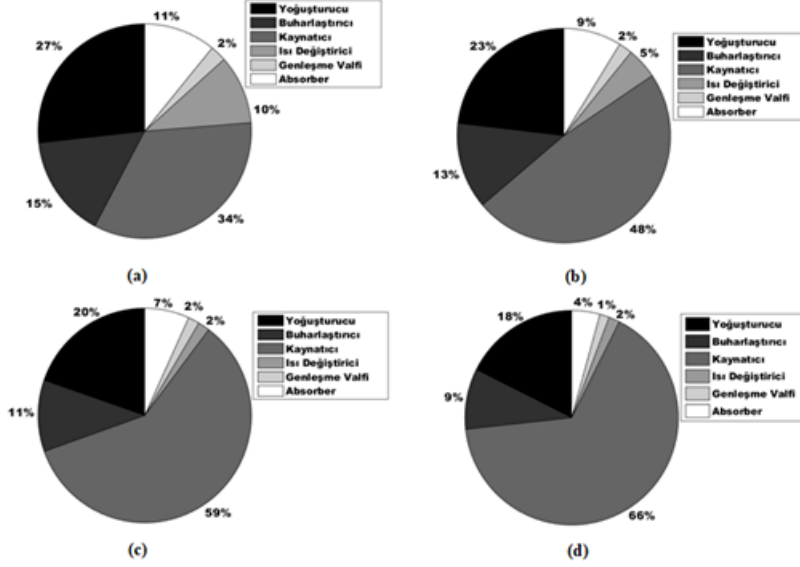 11%
2%
10%
34%
15%
27%
Yoğuşturucu
Buharlaştırıcı
Kaynatıcı
Isı Değiştirici
Genleşme Valfi
Absorber
(a)
9%
2%
5%
48%
13%
23%
Yoğuşturucu
Buharlaştırıcı
Kaynatıcı
Isı Değiştirici
Genleşme Valfi
Absorber
(b)
7%
2%
2%
59%
11%
20%
Yoğuşturucu
Buharlaştırıcı
Kaynatıcı
Isı Değiştirici
Genleşme Valfi
Absorber
(c)
4%
1%
2%
66%
9%
18%
Yoğuşturucu
Buharlaştırıcı
Kaynatıcı
Isı Değiştirici
Genleşme Valfi
Absorber
(d)